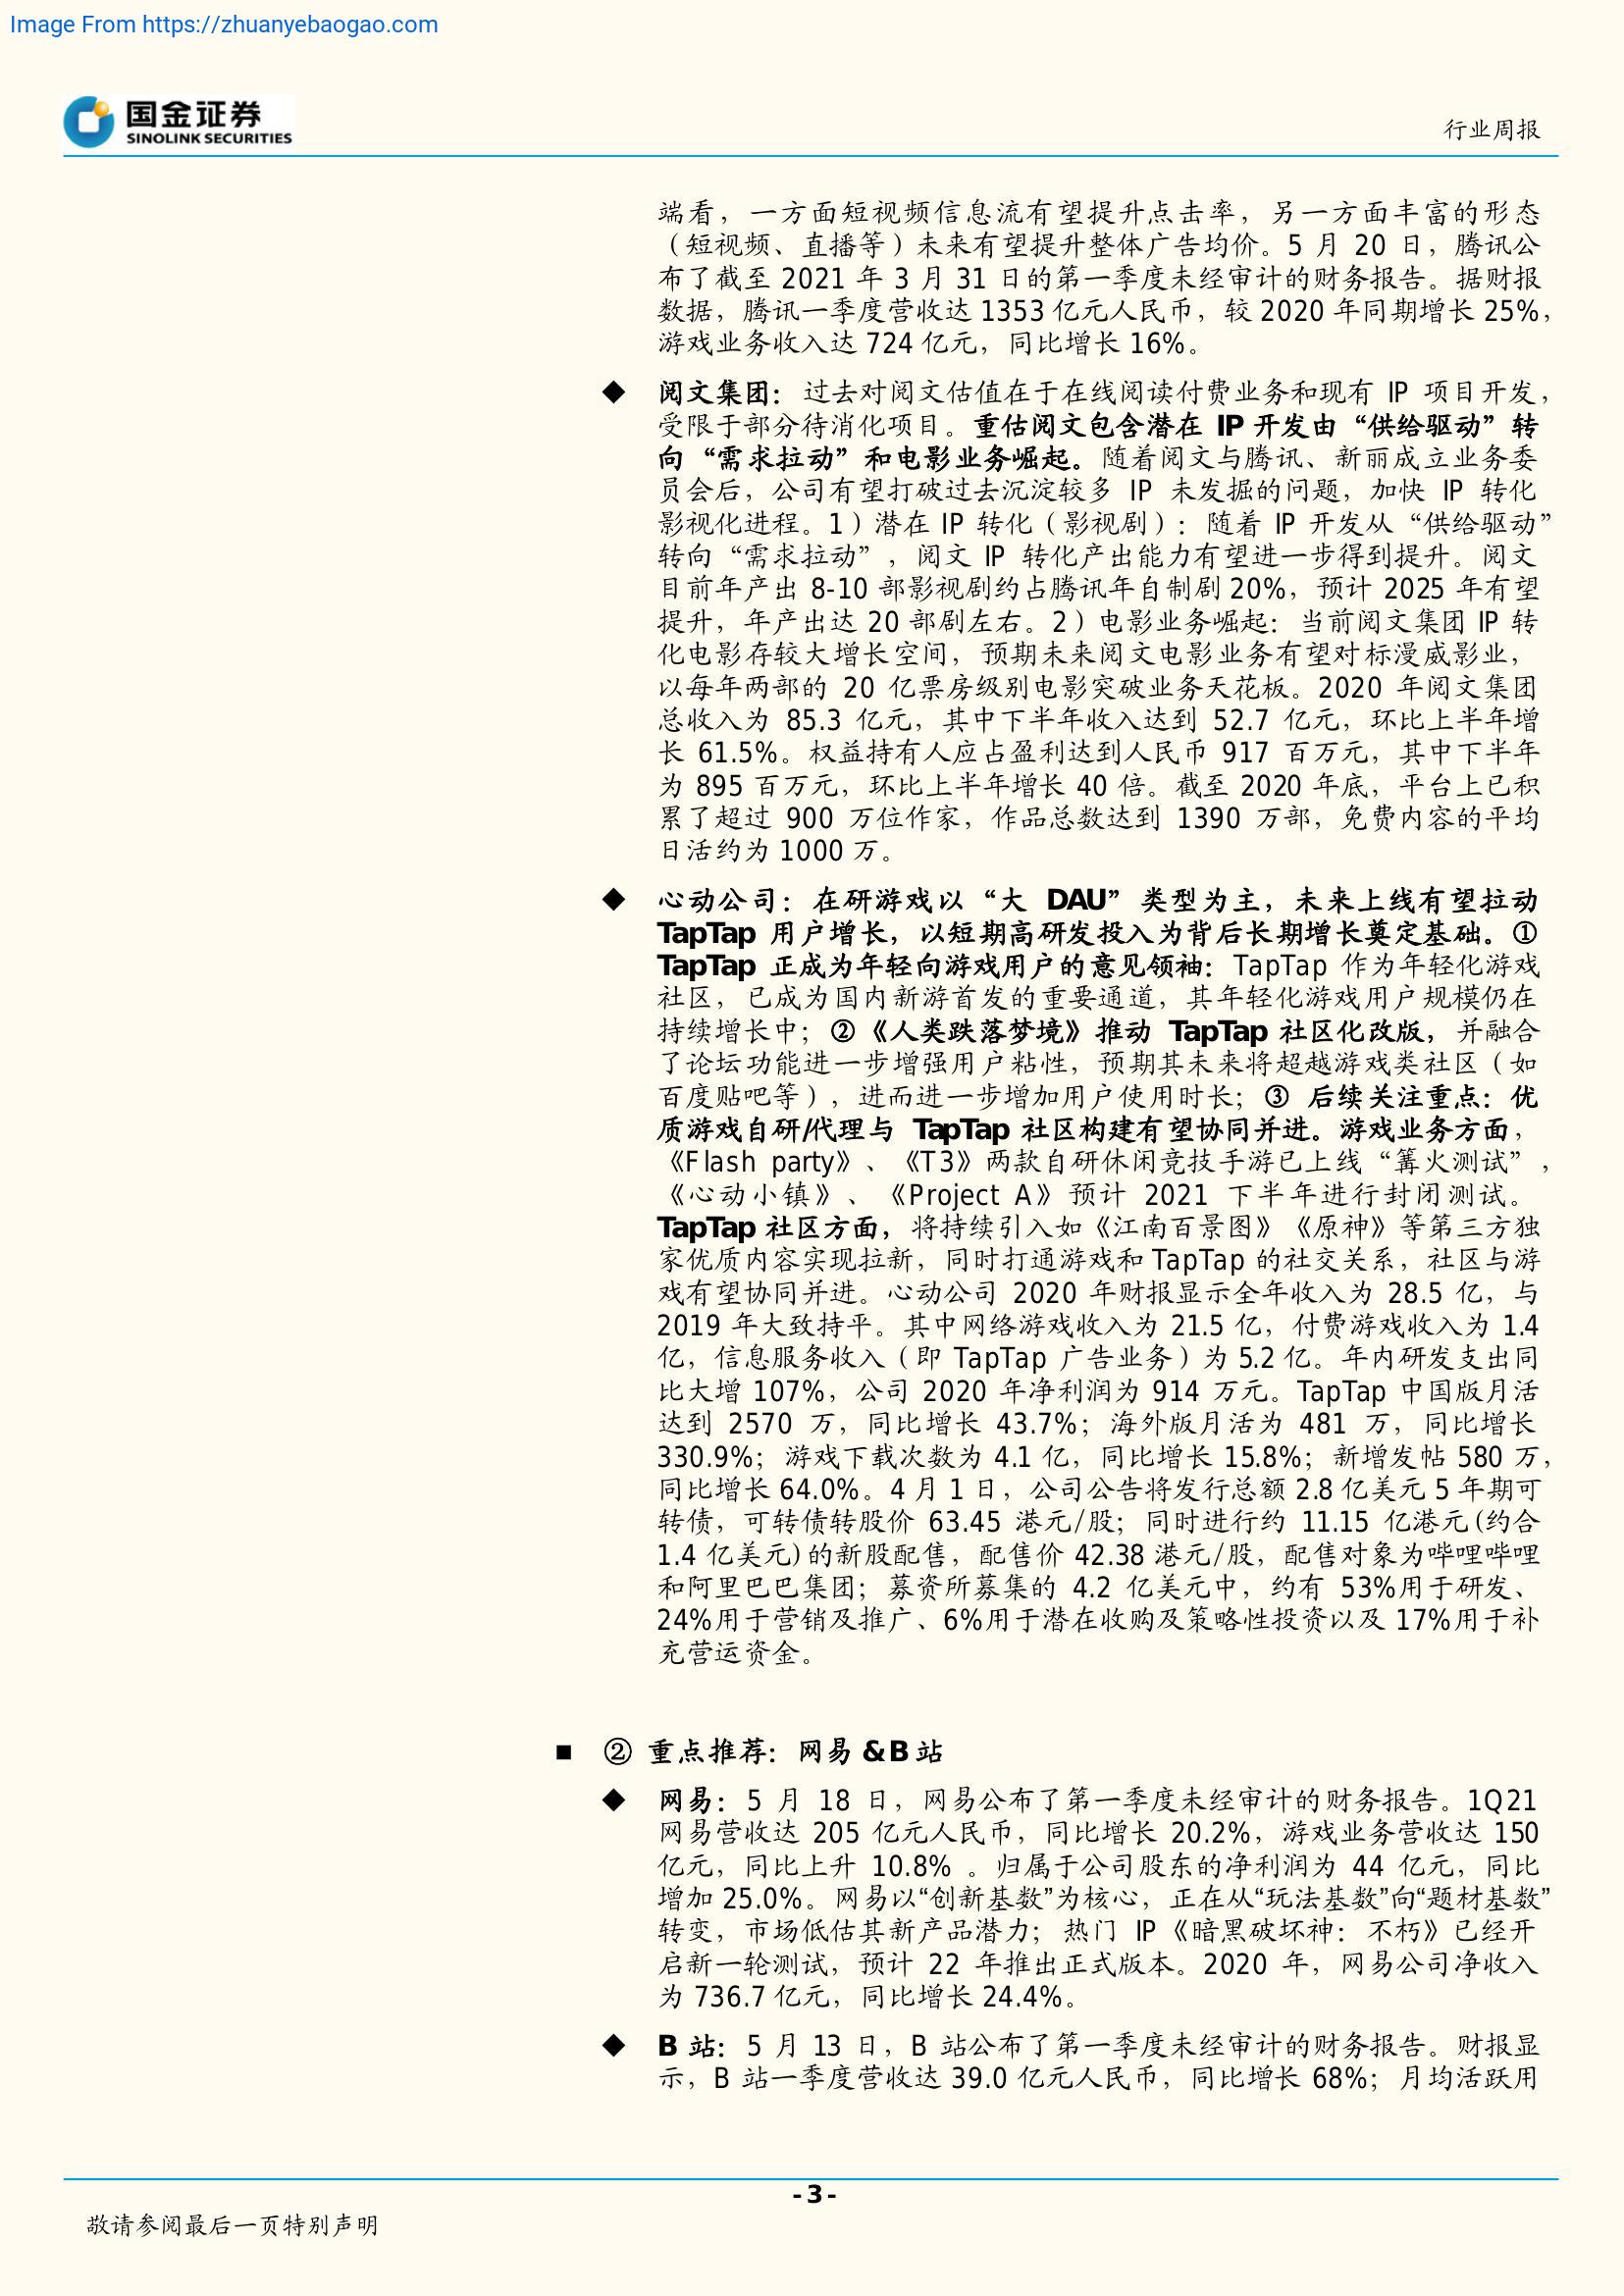 Image From https://zhuanyebaogao.com
国金证券
SINOLINK SECURITIES
行业周报
端看，一方面短视频信息流有望提升点击率，另一方面丰富的形态
（短视频、直播等）未来有望提升整体广告均价。5 月 20 日，腾讯公
布了截至 2021 年 3 月 31 日的第一季度未经审计的财务报告。据财报
数据，腾讯一季度营收达 1353 亿元人民币，较 2020 年同期增长 25%，
游戏业务收入达 724 亿元，同比增长 16%。
◆ 阅文集团：过去对阅文估值在于在线阅读付费业务和现有 IP 项目开发，
受限于部分待消化项目。重估阅文包含潜在 IP 开发由“供给驱动”转
向“需求拉动”和电影业务崛起。随着阅文与腾讯、新丽成立业务委
员会后，公司有望打破过去沉淀较多 IP 未发掘的问题，加快 IP 转化
影视化进程。1）潜在 IP 转化（影视剧）：随着 IP 开发从“供给驱动”
转向“需求拉动”，阅文 IP 转化产出能力有望进一步得到提升。阅文
目前年产出 8-10 部影视剧约占腾讯年自制剧 20%，预计 2025 年有望
提升，年产出达 20 部剧左右。2）电影业务崛起：当前阅文集团 IP 转
化电影存较大增长空间，预期未来阅文电影业务有望对标漫威影业，
以每年两部的 20 亿票房级别电影突破业务天花板。2020 年阅文集团
总收入为 85.3 亿元，其中下半年收入达到 52.7 亿元，环比上半年增
长 61.5%。权益持有人应占盈利达到人民币 917 百万元，其中下半年
为 895 百万元，环比上半年增长 40 倍。截至 2020 年底，平台上已积
累了超过 900 万位作家，作品总数达到 1390 万部，免费内容的平均
日活约为 1000 万。
◆ 心动公司：在研游戏以“大 DAU”类型为主，未来上线有望拉动
TapTap 用户增长，以短期高研发投入为背后长期增长奠定基础。①
TapTap 正成为年轻向游戏用户的意见领袖：TapTap 作为年轻化游戏
社区，已成为国内新游首发的重要通道，其年轻化游戏用户规模仍在
持续增长中；②《人类跌落梦境》推动 TapTap 社区化改版，并融合
了论坛功能进一步增强用户粘性，预期其未来将超越游戏类社区（如
百度贴吧等），进而进一步增加用户使用时长；③ 后续关注重点：优
质游戏自研/代理与 TapTap 社区构建有望协同并进。游戏业务方面，
《Flash party》、《T3》两款自研休闲竞技手游已上线“篝火测试”，
《心动小镇》、《Project A》预计 2021 下半年进行封闭测试。
TapTap 社区方面，将持续引入如《江南百景图》《原神》等第三方独
家优质内容实现拉新，同时打通游戏和 TapTap 的社交关系，社区与游
戏有望协同并进。心动公司 2020 年财报显示全年收入为 28.5 亿，与
2019 年大致持平。其中网络游戏收入为 21.5 亿，付费游戏收入为 1.4
亿，信息服务收入（即 TapTap 广告业务）为 5.2 亿。年内研发支出同
比大增 107%，公司 2020 年净利润为 914 万元。TapTap 中国版月活
达到 2570 万，同比增长 43.7%；海外版月活为 481 万，同比增长
330.9%；游戏下载次数为 4.1 亿，同比增长 15.8%；新增发帖 580 万，
同比增长 64.0%。4 月 1 日，公司公告将发行总额 2.8 亿美元 5 年期可
转债，可转债转股价 63.45 港元/股；同时进行约 11.15 亿港元(约合
1.4 亿美元)的新股配售，配售价 42.38 港元/股，配售对象为哔哩哔哩
和阿里巴巴集团；募资所募集的 4.2 亿美元中，约有 53%用于研发、
24%用于营销及推广、6%用于潜在收购及策略性投资以及 17%用于补
充营运资金。
■ ② 重点推荐：网易&B站
◆ 网易：5 月 18 日，网易公布了第一季度未经审计的财务报告。1Q21
网易营收达 205 亿元人民币，同比增长 20.2%，游戏业务营收达 150
亿元，同比上升 10.8% 。归属于公司股东的净利润为 44 亿元，同比
增加 25.0%。网易以“创新基数”为核心，正在从“玩法基数”向“题材基数”
转变，市场低估其新产品潜力；热门 IP《暗黑破坏神：不朽》已经开
启新一轮测试，预计 22 年推出正式版本。2020 年，网易公司净收入
为 736.7 亿元，同比增长 24.4%。
◆ B 站：5 月 13 日，B 站公布了第一季度未经审计的财务报告。财报显
示，B 站一季度营收达 39.0 亿元人民币，同比增长 68%；月均活跃用
- 3 -
敬请参阅最后一页特别声明